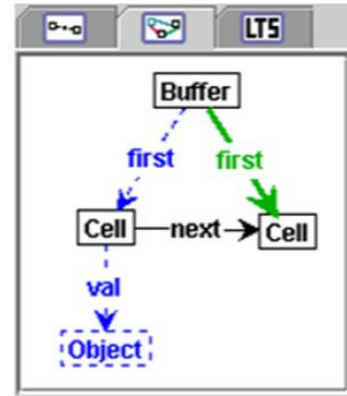 LTS
Buffer
first first
Cell next Cell
val
Object